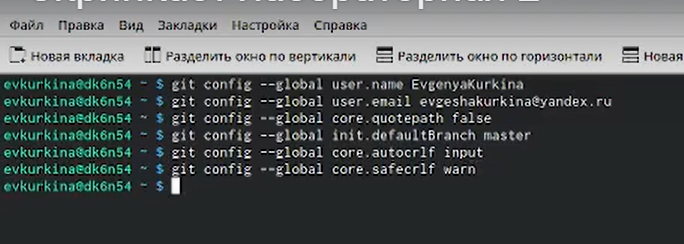 Файл Правка Вид Закладки Настройка Справка
Новая вкладка Разделить окно по вертикали Разделить окно по горизонтали Новая
evkurkina@dk6n54 ~ $ git config --global user.name EvgenyaKurkina
evkurkina@dk6n54 ~ $ git config --global user.email evgeshakurkina@yandex.ru
evkurkina@dk6n54 ~ $ git config --global core.quotepath false
evkurkina@dk6n54 ~ $ git config --global init.defaultBranch master
evkurkina@dk6n54 ~ $ git config --global core.autocrlf input
evkurkina@dk6n54 ~ $ git config --global core.safecrlf warn
evkurkina@dk6n54 ~ $